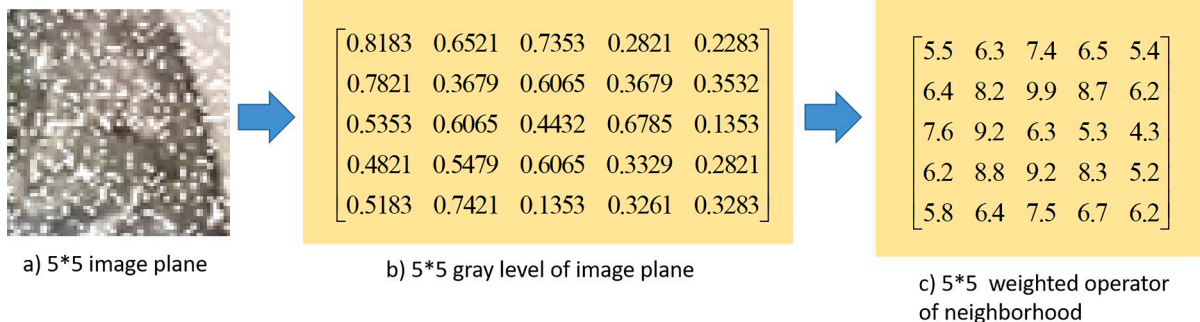 0.8183 0.6521 0.7353 0.2821 0.2283
0.7821 0.3679 0.6065 0.3679 0.3532
0.5353 0.6065 0.4432 0.6785 0.1353
0.4821 0.5479 0.6065 0.3329 0.2821
0.5183 0.7421 0.1353 0.3261 0.3283
5.5 6.3 7.4 6.5 5.4
6.4 8.2 9.9 8.7 6.2
7.6 9.2 6.3 5.3 4.3
6.2 8.8 9.2 8.3 5.2
5.8 6.4 7.5 6.7 6.2
a) 5*5 image plane
b) 5*5 gray level of image plane
c) 5*5 weighted operator
of neighborhood